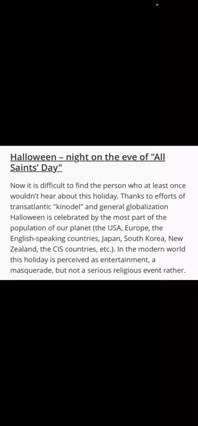 Halloween – night on the eve of "All
Saints' Day"
Now it is difficult to find the person who at least once
wouldn't hear about this holiday. Thanks to efforts of
transatlantic "kinodel" and general globalization
Halloween is celebrated by the most part of the
population of our planet (the USA, Europe, the
English-speaking countries, Japan, South Korea, New
Zealand, the CIS countries, etc.). In the modern world
this holiday is perceived as entertainment, a
masquerade, but not a serious religious event rather.